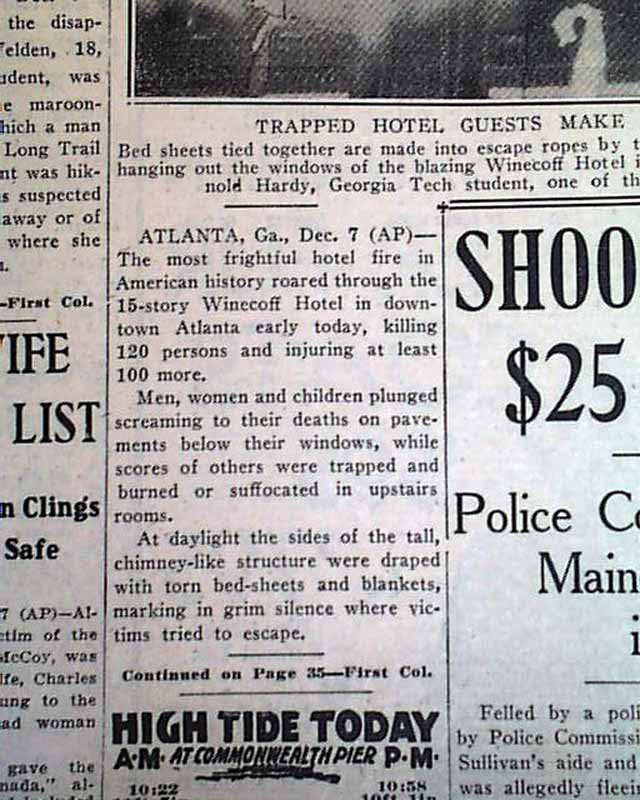 the disap-
18,
was
e maroon-
hich a man
Long Trail
nt was hik-
s suspected
away or of
where she
—First Col.
IFE
LIST
n Clings
Safe
7 (AP)—Al-
ctim of the
McCoy, was
ife, Charles
ung to the
ad woman
gave the
nada," al-
TRAPPED HOTEL GUESTS MAKE
Bed sheets tied together are made into escape ropes by t
hanging out the windows of the blazing Winecoff Hotel i
nold Hardy, Georgia Tech student, one of th
ATLANTA, Ga., Dec. 7 (AP)—
The most frightful hotel fire in
American history roared through the
15-story Winecoff Hotel in down-
town Atlanta early today, killing
120 persons and injuring at least
100 more.
Men, women and children plunged
screaming to their deaths on pave-
ments below their windows, while
scores of others were trapped and
burned or suffocated in upstairs
rooms.
At daylight the sides of the tall,
chimney-like structure were draped
with torn bed-sheets and blankets,
marking in grim silence where vic-
tims tried to escape.
Continued on Page 35—First Col.
HIGH TIDE TODAY
A.M. AT COMMONWEALTH PIER P.M.
10:22 10:58
SHOO
$25
Police Co
Main
i
Felled by a poli
by Police Commissi
Sullivan's aide and
was allegedly fleei